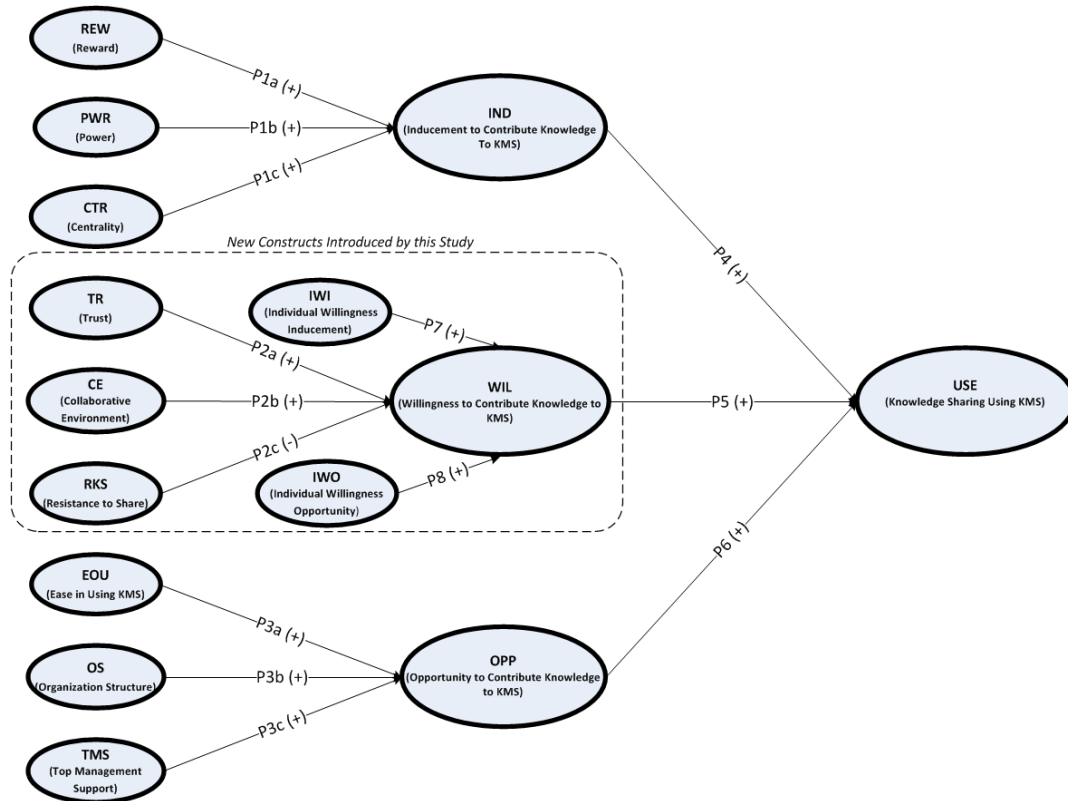 REW
(Reward)
P1a (+)
PWR
(Power)
P1b (+)
IND
(Inducement to Contribute Knowledge
To KMS)
CTR
(Centrality)
P1c (+)
P4 (+)
New Constructs Introduced by this Study
TR
(Trust)
P2a (+)
IWI
(Individual Willingness
Inducement)
P7 (+)
CE
(Collaborative
Environment)
P2b (+)
WIL
(Willingness to Contribute Knowledge to
KMS)
P5 (+)
USE
(Knowledge Sharing Using KMS)
RKS
(Resistance to Share)
P2c (-)
IWO
(Individual Willingness
Opportunity)
P8 (+)
P6 (+)
EOU
(Ease in Using KMS)
P3a (+)
OS
(Organization Structure)
P3b (+)
OPP
(Opportunity to Contribute Knowledge
to KMS)
TMS
(Top Management
Support)
P3c (+)